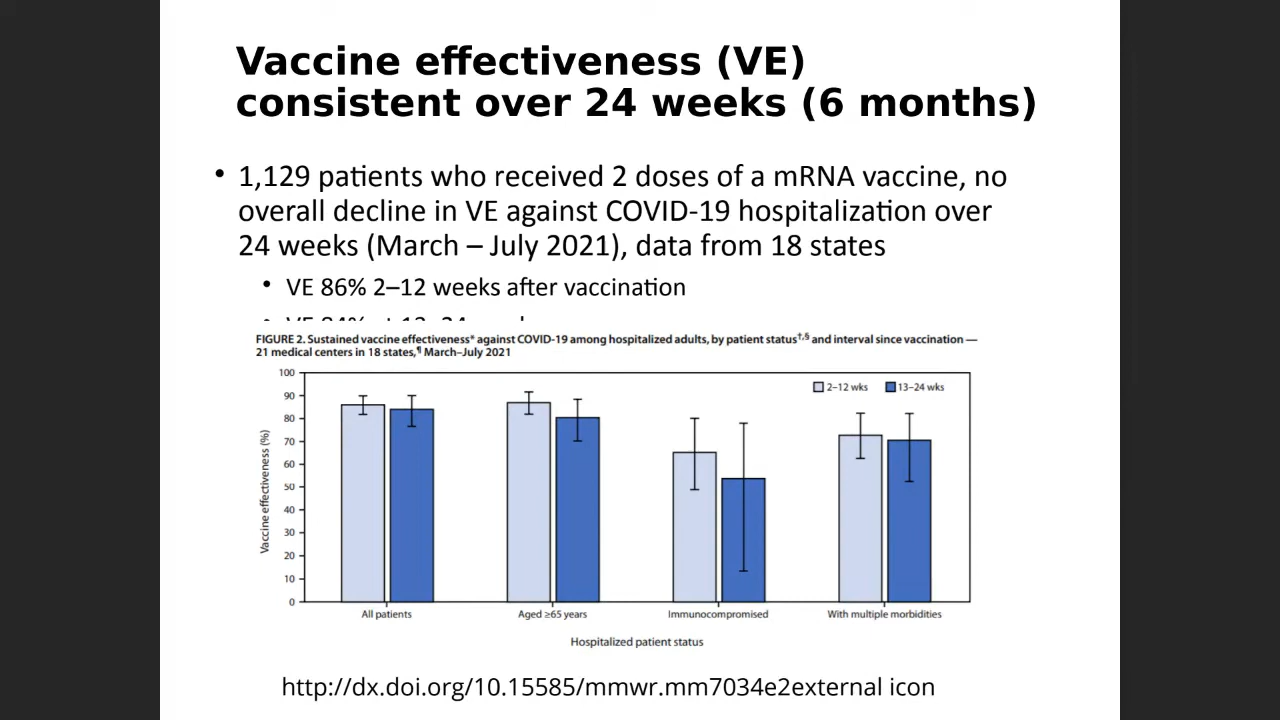 Vaccine effectiveness (VE)
consistent over 24 weeks (6 months)
• 1,129 patients who received 2 doses of a mRNA vaccine, no
overall decline in VE against COVID-19 hospitalization over
24 weeks (March – July 2021), data from 18 states
• VE 86% 2–12 weeks after vaccination
FIGURE 2. Sustained vaccine effectiveness* against COVID-19 among hospitalized adults, by patient status†,§ and interval since vaccination —
21 medical centers in 18 states,¶ March–July 2021
2–12 wks 13–24 wks
Vaccine effectiveness (%)
100
90
80
70
60
50
40
30
20
10
0
All patients Aged ≥65 years Immunocompromised With multiple morbidities
Hospitalized patient status
http://dx.doi.org/10.15585/mmwr.mm7034e2external icon